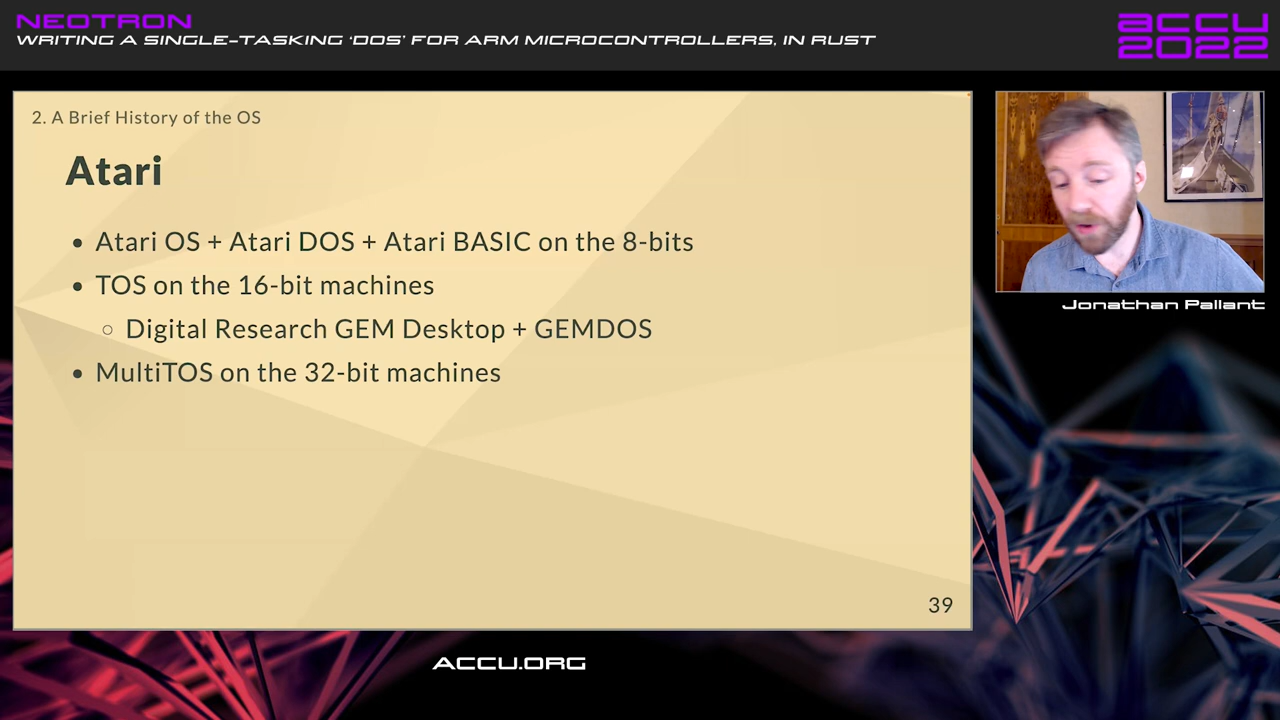 NEOTRON
WRITING A SINGLE-TASKING 'DOS' FOR ARM MICROCONTROLLERS, IN RUST
ACCU
2022
2. A Brief History of the OS
Atari
• Atari OS + Atari DOS + Atari BASIC on the 8-bits
• TOS on the 16-bit machines
○ Digital Research GEM Desktop + GEMDOS
• MultiTOS on the 32-bit machines
39
Jonathan Pallant
ACCU.ORG